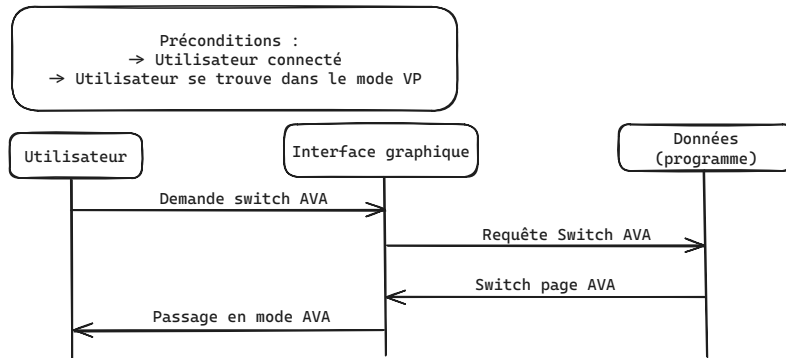 Préconditions :
→ Utilisateur connecté
→ Utilisateur se trouve dans le mode VP
Utilisateur
Interface graphique
Données
(programme)
Demande switch AVA
Requête Switch AVA
Switch page AVA
Passage en mode AVA